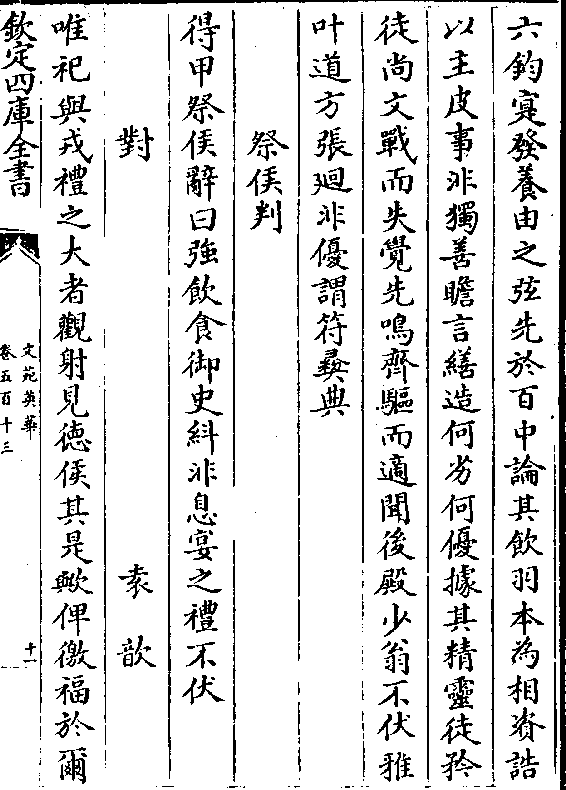 六鈞寔發養由之弦先於百中論其飲羽本為相資詰
以主皮事非獨善瞻言繕造何劣何優據其精靈徒矜
徒尚文戰而失覺先鳴齊驅而適聞後殿少翁不伏雅
叶道方張廻非優謂符彛典
祭侯判
得甲祭侯辭曰強飲食御史糾非息宴之禮不伏
對 袁歆
唯祀與戎禮之大者觀射見徳侯其是歟俾徼福於爾
欽定四庫全書
文苑英華
卷五百十三
十一